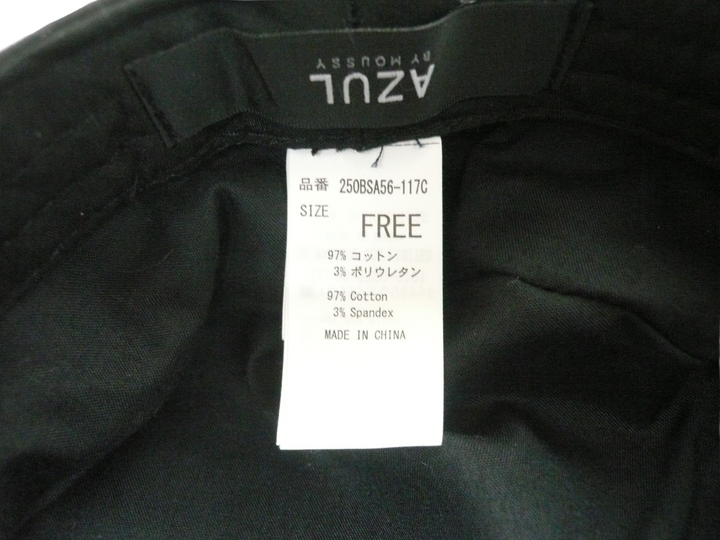 AZUL
BY MOUSSY
品番 250BSA56-117C
SIZE
FREE
97% コットン
3% ポリウレタン
97% Cotton
3% Spandex
MADE IN CHINA